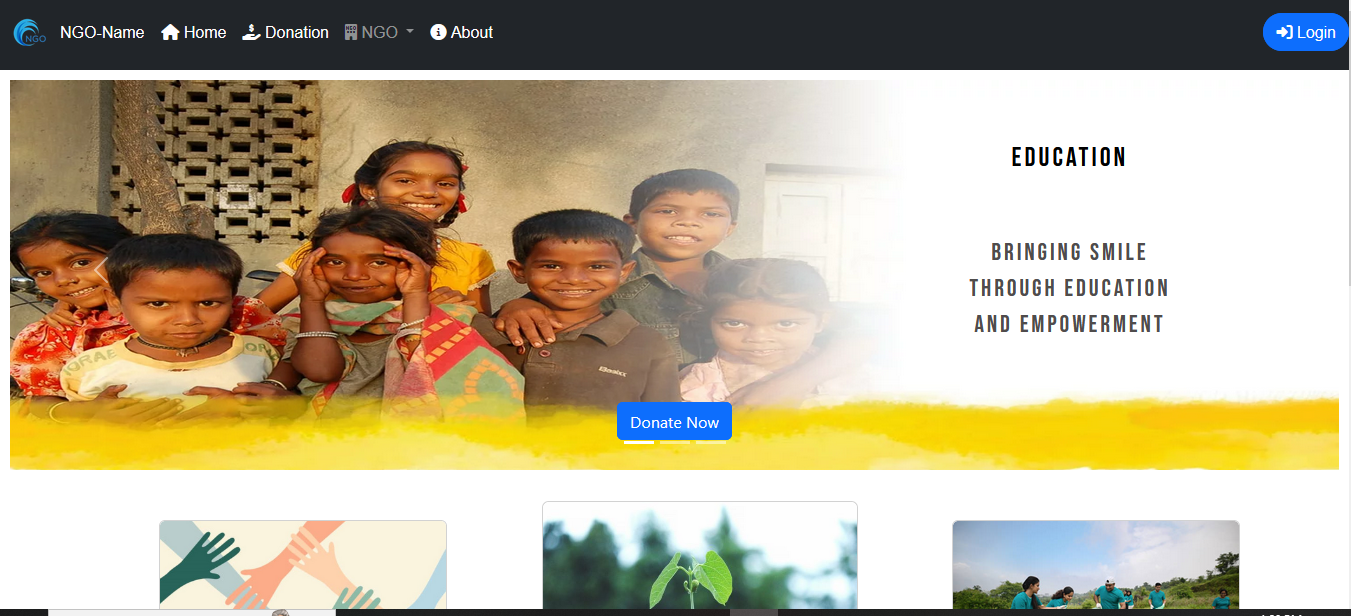 NGO
NGO-Name
Home
Donation
NGO
About
Login
EDUCATION
BRINGING SMILE
THROUGH EDUCATION
AND EMPOWERMENT
Donate Now